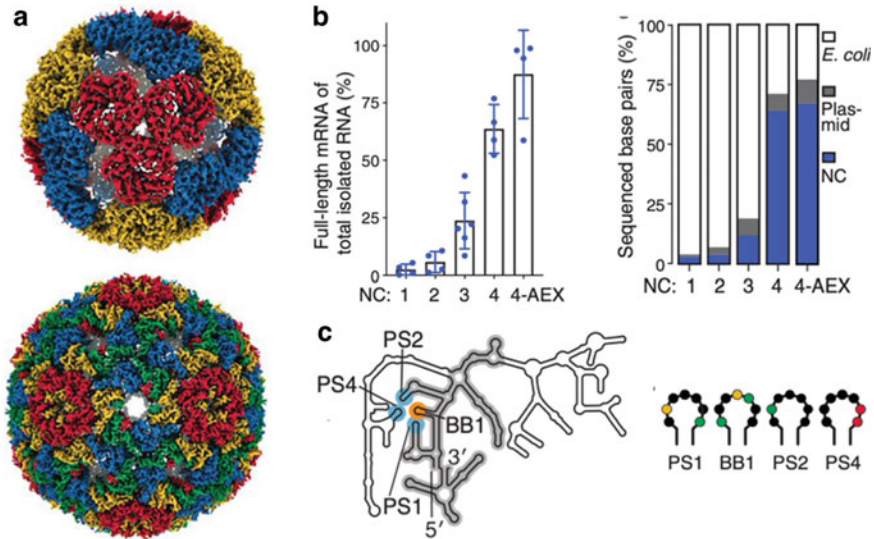 a
b
Full-length mRNA of
total isolated RNA (%)
100
75
50
25
0
NC: 1 2 3 4 4-AEX
Sequenced base pairs (%)
100
75
50
25
0
NC: 1 2 3 4 4-AEX
E. coli
Plas-
mid
NC
c
PS2
PS4
BB1
3′
PS1
5′
PS1 BB1 PS2 PS4